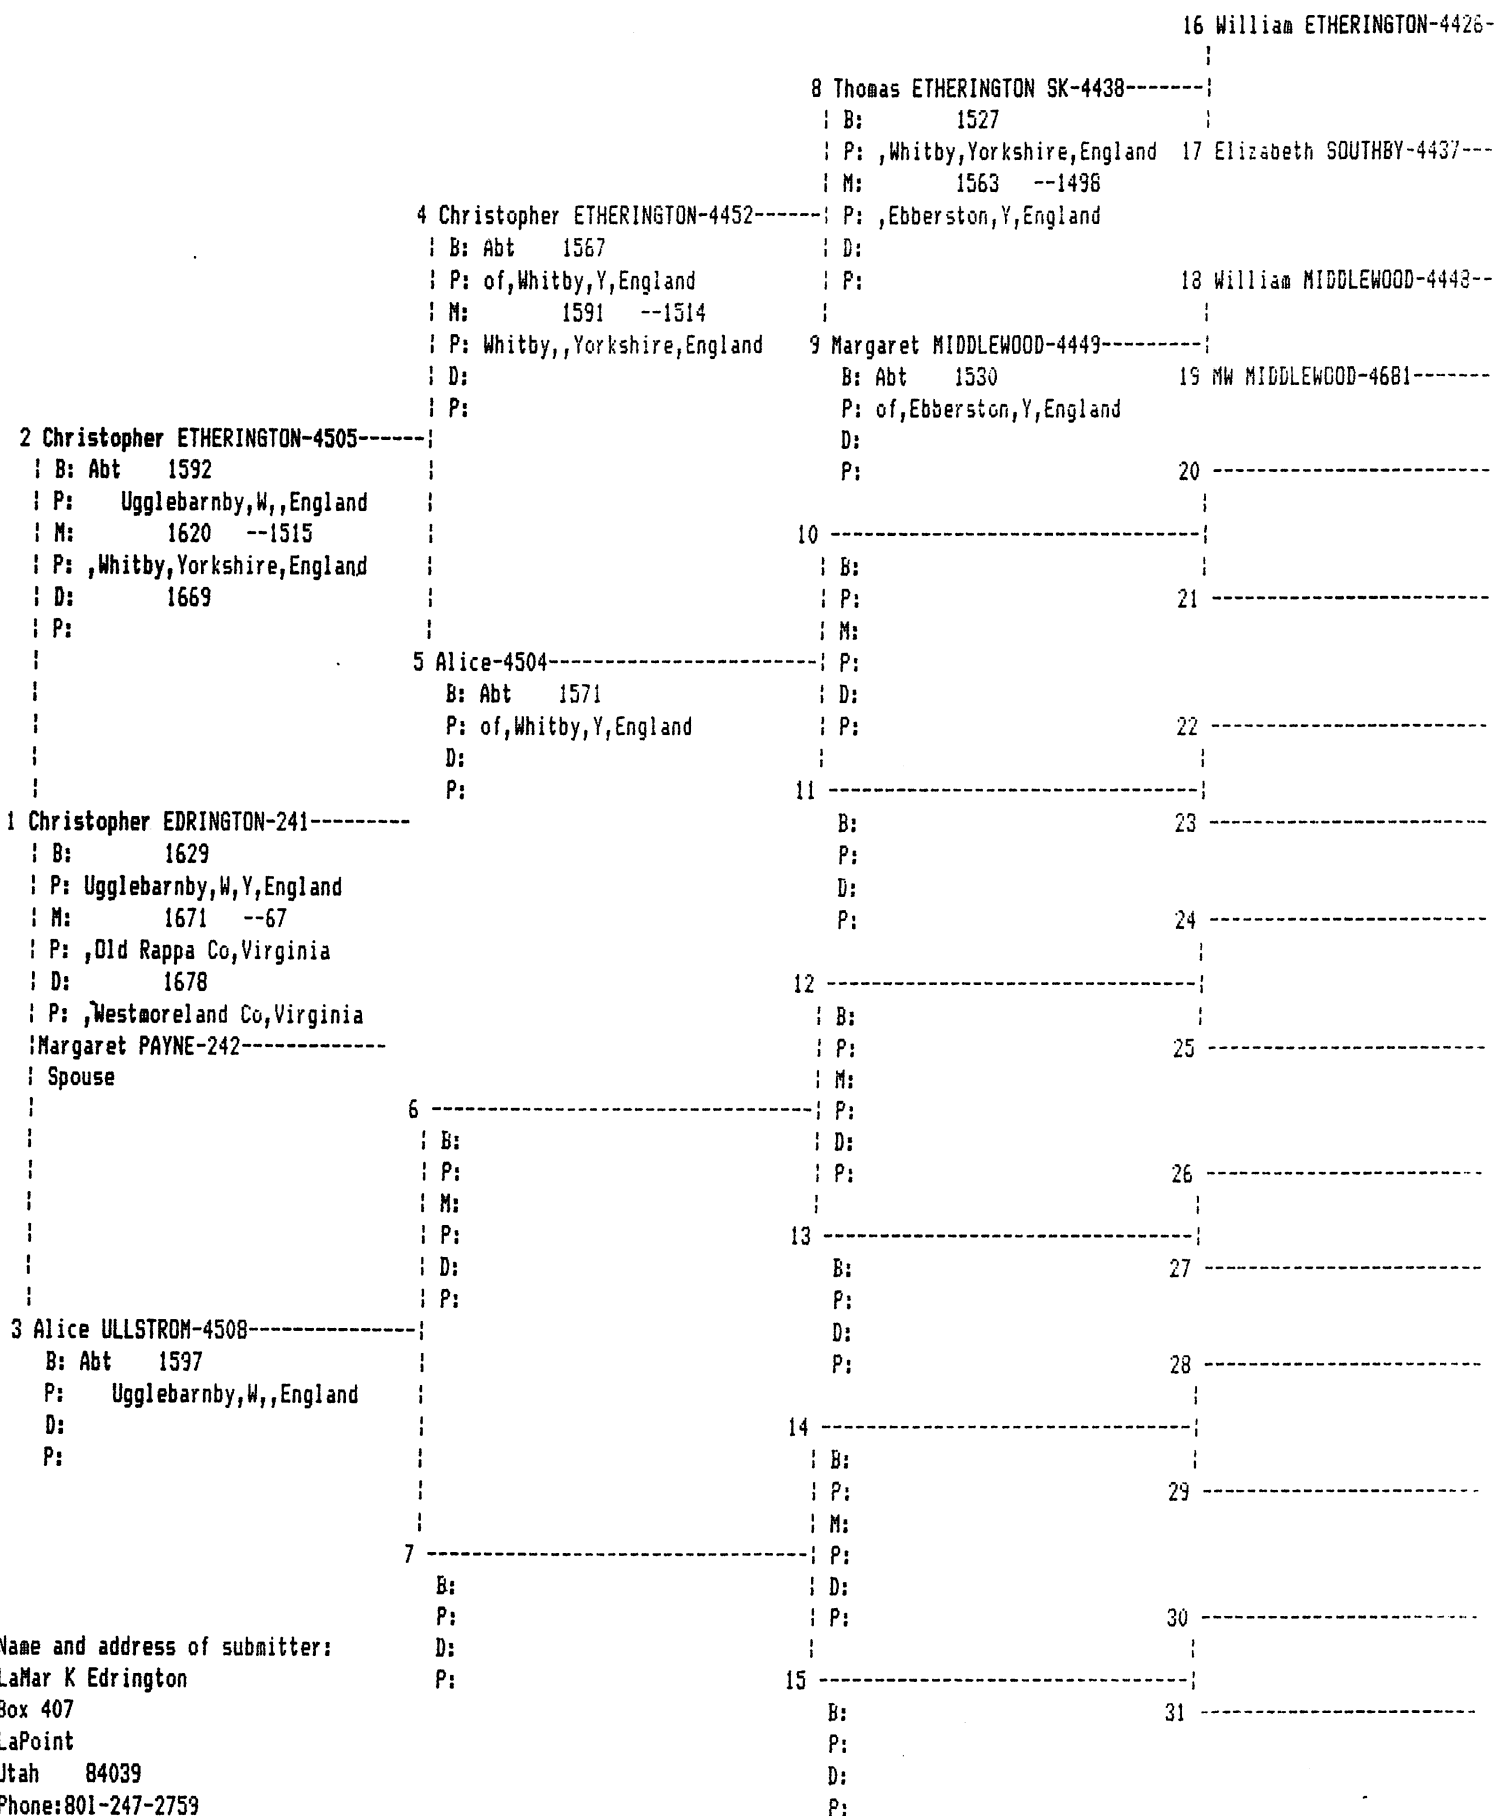 16 William ETHERINGTON-4426-
8 Thomas ETHERINGTON SK-4438-------
B: 1527
P: ,Whitby,Yorkshire,England
17 Elizabeth SOUTHBY-4437---
M: 1563 --1498
P: ,Ebberston,Y,England
D:
P:
4 Christopher ETHERINGTON-4452------
B: Abt 1567
P: of,Whitby,Y,England
M: 1591 --1514
P: Whitby,,Yorkshire,England
D:
P:
18 William MIDDLEWOOD-4448--
9 Margaret MIDDLEWOOD-4449---------
B: Abt 1530
P: of,Ebberston,Y,England
D:
P:
19 MW MIDDLEWOOD-4681-------
2 Christopher ETHERINGTON-4505------
B: Abt 1592
P: Ugglebarnby,W,,England
M: 1620 --1515
P: ,Whitby,Yorkshire,England
D: 1669
P:
20 -------------------------
10 ---------------------------------
B:
P:
M:
P:
D:
P:
21 -------------------------
5 Alice-4504------------------------
B: Abt 1571
P: of,Whitby,Y,England
D:
P:
22 -------------------------
11 ---------------------------------
B:
P:
D:
P:
23 -------------------------
1 Christopher EDRINGTON-241---------
B: 1629
P: Ugglebarnby,W,Y,England
M: 1671 --67
P: ,Old Rappa Co,Virginia
D: 1678
P: ,Westmoreland Co,Virginia
Margaret PAYNE-242-------------
Spouse
24 -------------------------
12 ---------------------------------
B:
P:
M:
P:
D:
P:
25 -------------------------
6 ----------------------------------
B:
P:
M:
P:
D:
P:
26 -------------------------
13 ---------------------------------
B:
P:
D:
P:
27 -------------------------
3 Alice ULLSTROM-4508---------------
B: Abt 1597
P: Ugglebarnby,W,,England
D:
P:
28 -------------------------
14 ---------------------------------
B:
P:
M:
P:
D:
P:
29 -------------------------
7 ----------------------------------
B:
P:
D:
P:
30 -------------------------
15 ---------------------------------
B:
P:
D:
P:
31 -------------------------
Name and address of submitter:
LaMar K Edrington
Box 407
LaPoint
Utah 84039
Phone:801-247-2759